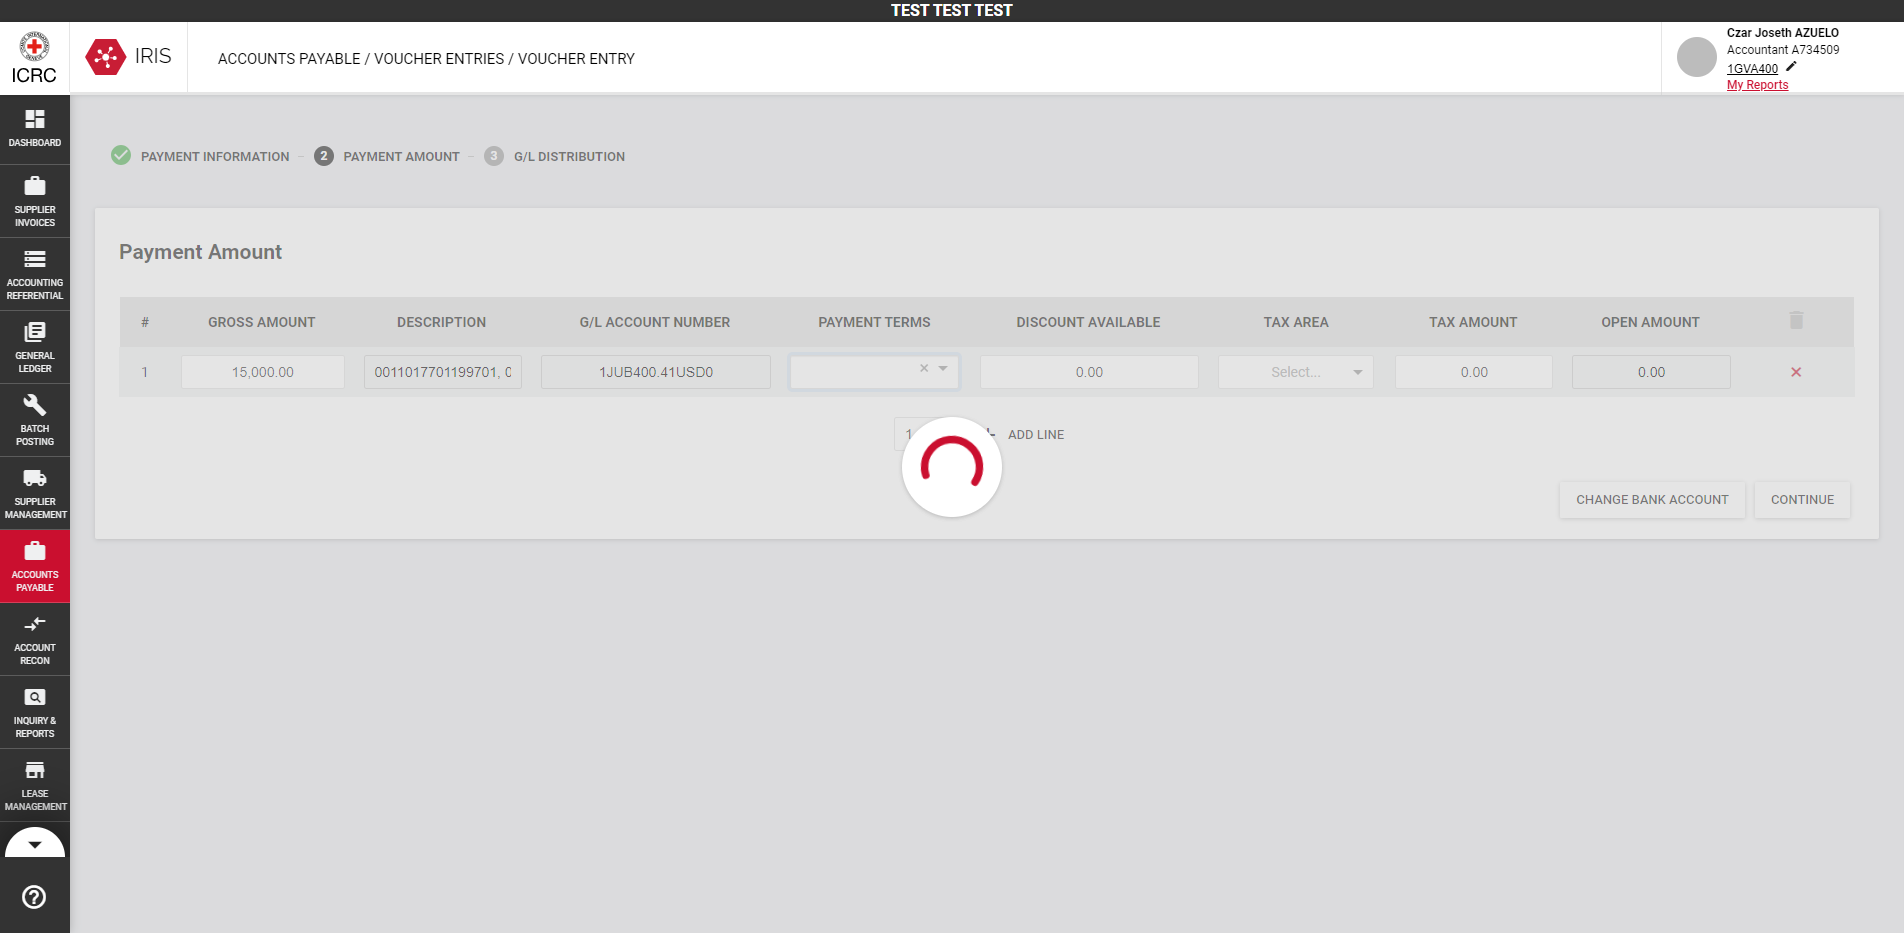 TEST TEST TEST
ICRC
IRIS
ACCOUNTS PAYABLE / VOUCHER ENTRIES / VOUCHER ENTRY
Czar Joseth AZUELO
Accountant A734509
1GVA400
My Reports
DASHBOARD
SUPPLIER
INVOICES
ACCOUNTING
REFERENTIAL
GENERAL
LEDGER
BATCH
POSTING
SUPPLIER
MANAGEMENT
ACCOUNTS
PAYABLE
ACCOUNT
RECON
INQUIRY &
REPORTS
LEASE
MANAGEMENT
PAYMENT INFORMATION – 2 PAYMENT AMOUNT – 3 G/L DISTRIBUTION
Payment Amount
# GROSS AMOUNT DESCRIPTION G/L ACCOUNT NUMBER PAYMENT TERMS DISCOUNT AVAILABLE TAX AREA TAX AMOUNT OPEN AMOUNT
1 15,000.00 0011017701199701, 0 1JUB400.41USD0 0.00 Select... 0.00 0.00
1 ADD LINE
CHANGE BANK ACCOUNT CONTINUE